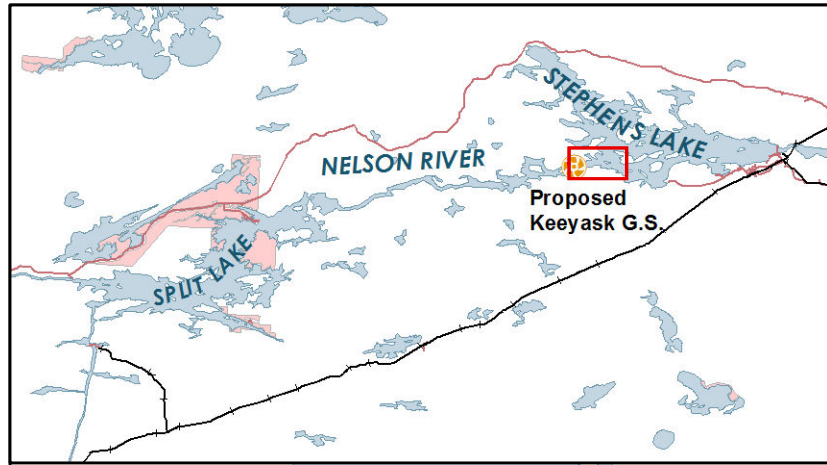 STEPHENS LAKE
NELSON RIVER
Proposed
Keeyask G.S.
SPLIT LAKE